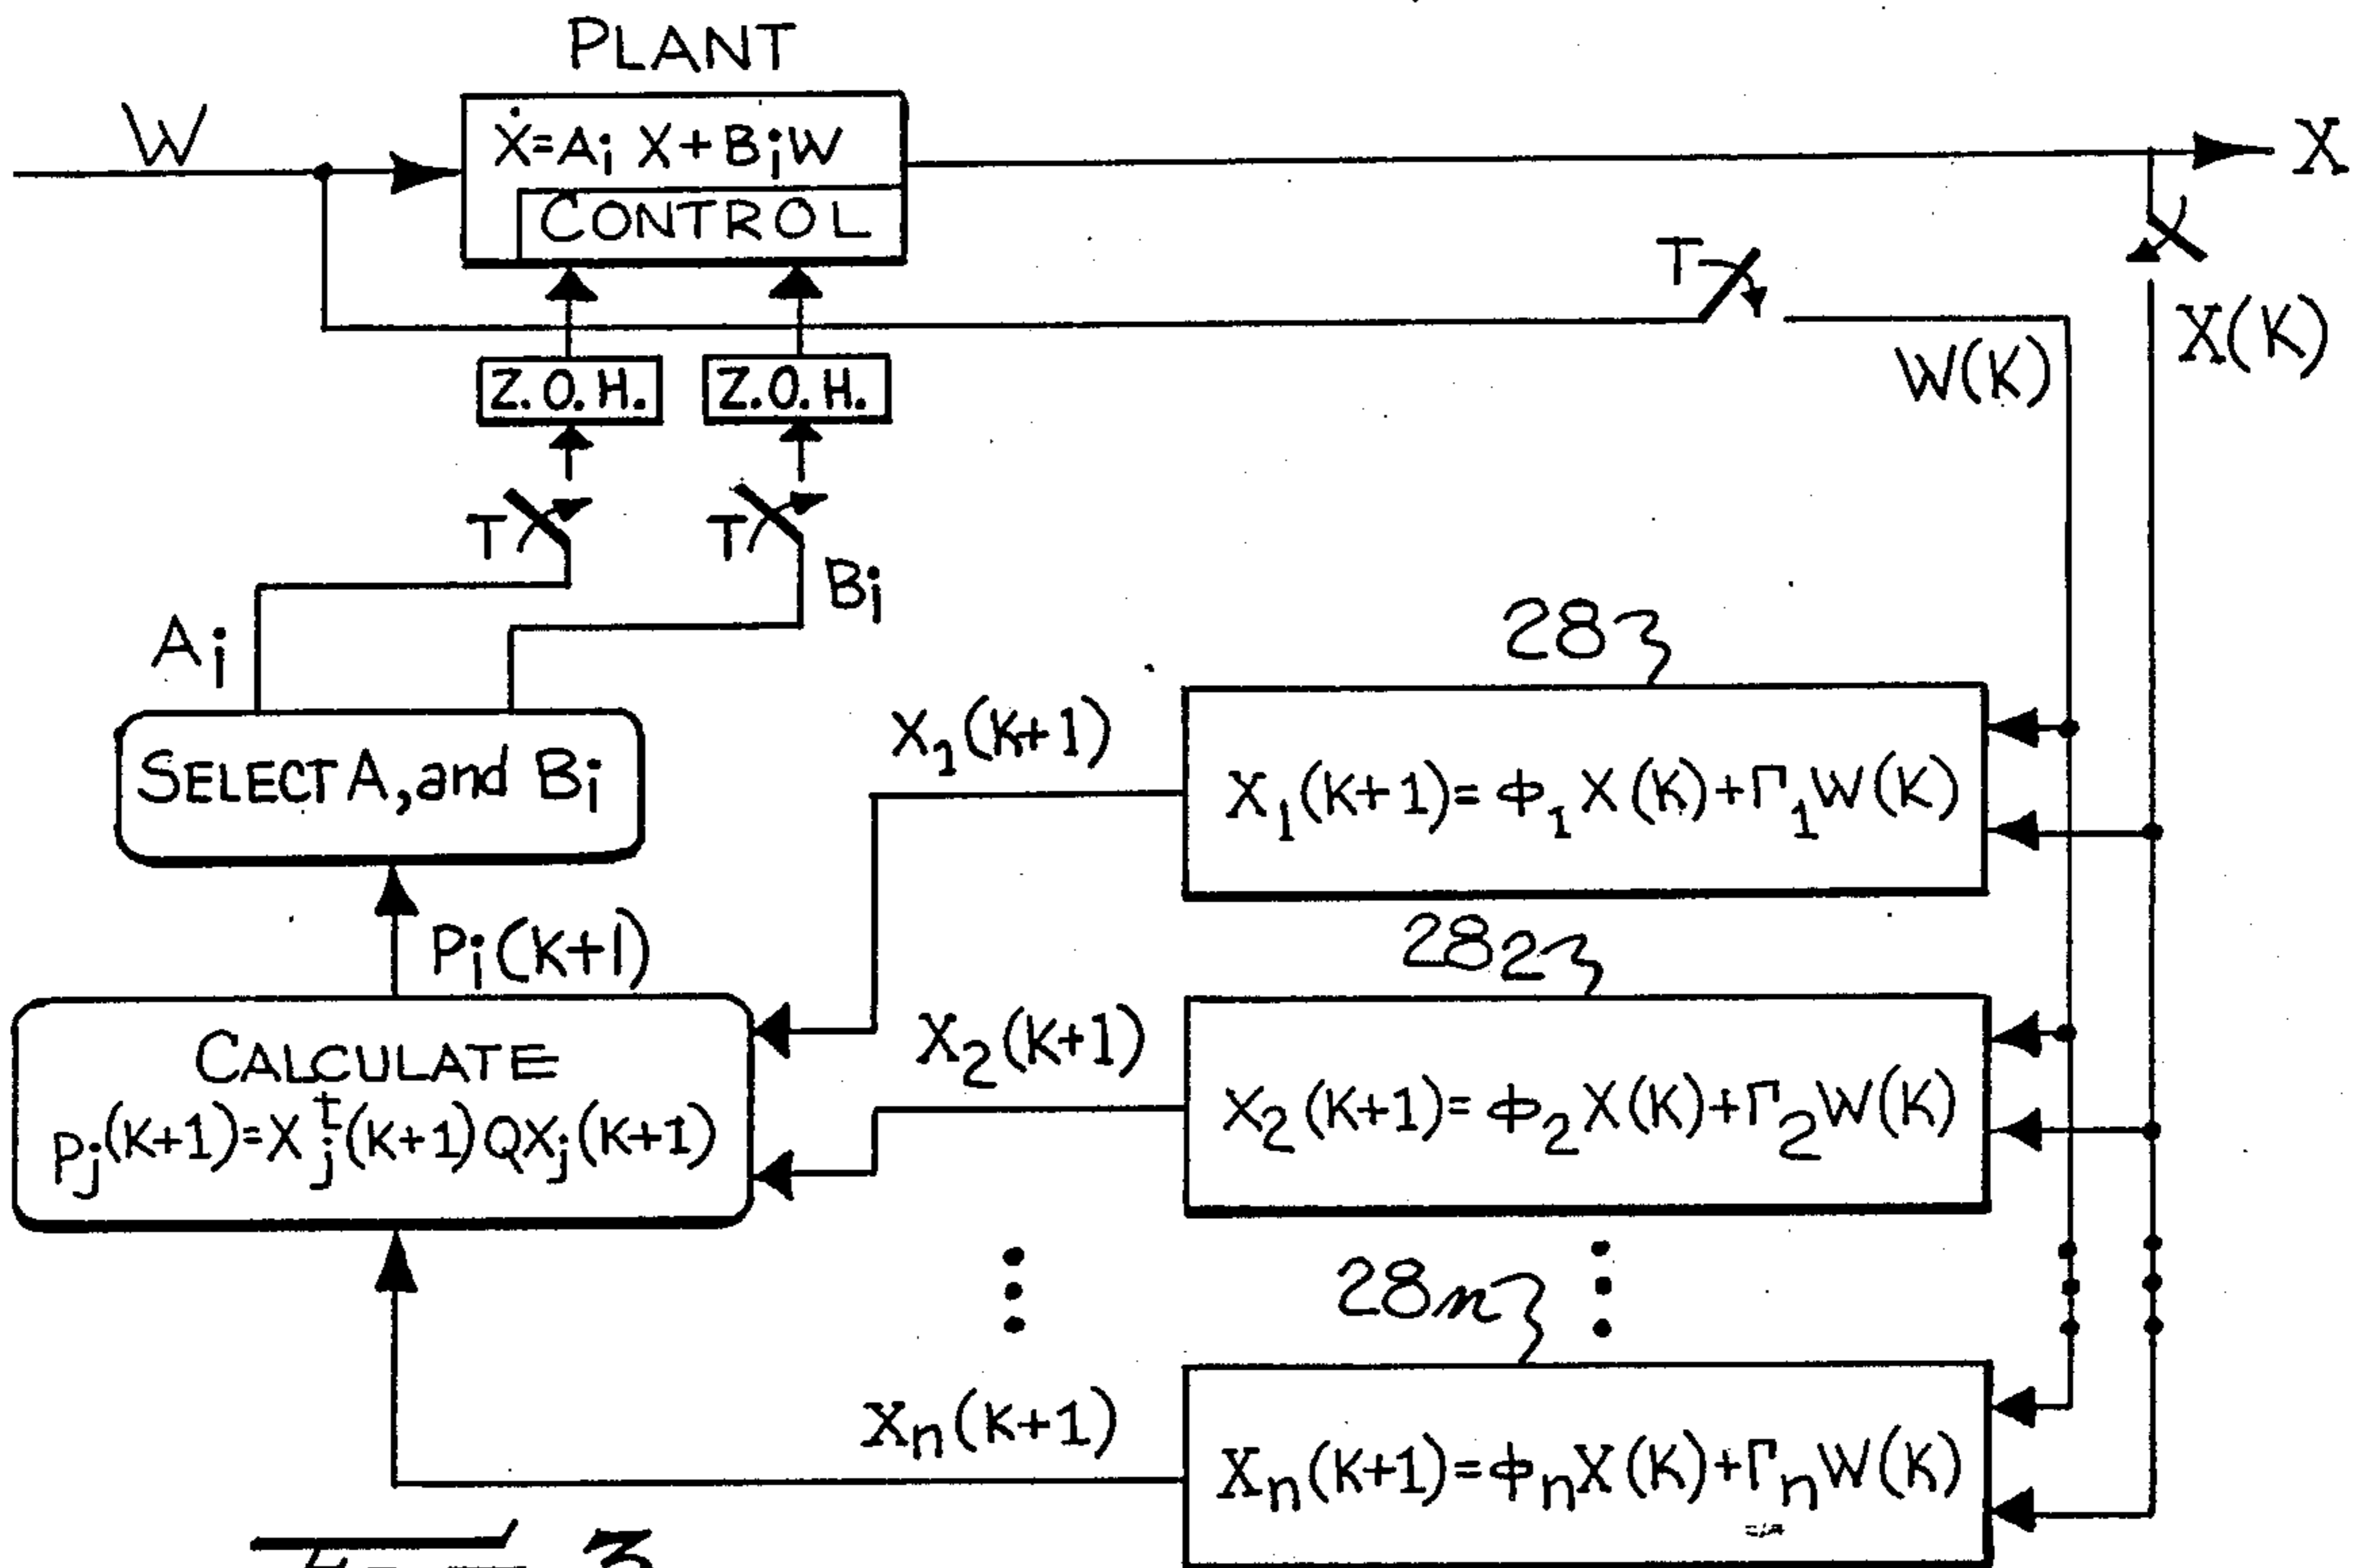 PLANT
W
Ẋ=Aᵢ X+BᵢW
CONTROL
X
T
X(K)
W(K)
Z.O.H.
Z.O.H.
T
T
Bᵢ
Aᵢ
28
SELECT A, and Bᵢ
X₁(K+1)
X₁(K+1)=Φ₁X(K)+Γ₁W(K)
Pᵢ(K+1)
282
CALCULATE
Pⱼ(K+1)=Xⱼᵗ(K+1)QXⱼ(K+1)
X₂(K+1)
X₂(K+1)=Φ₂X(K)+Γ₂W(K)
28n
Xₙ(K+1)
Xₙ(K+1)=ΦₙX(K)+ΓₙW(K)
3